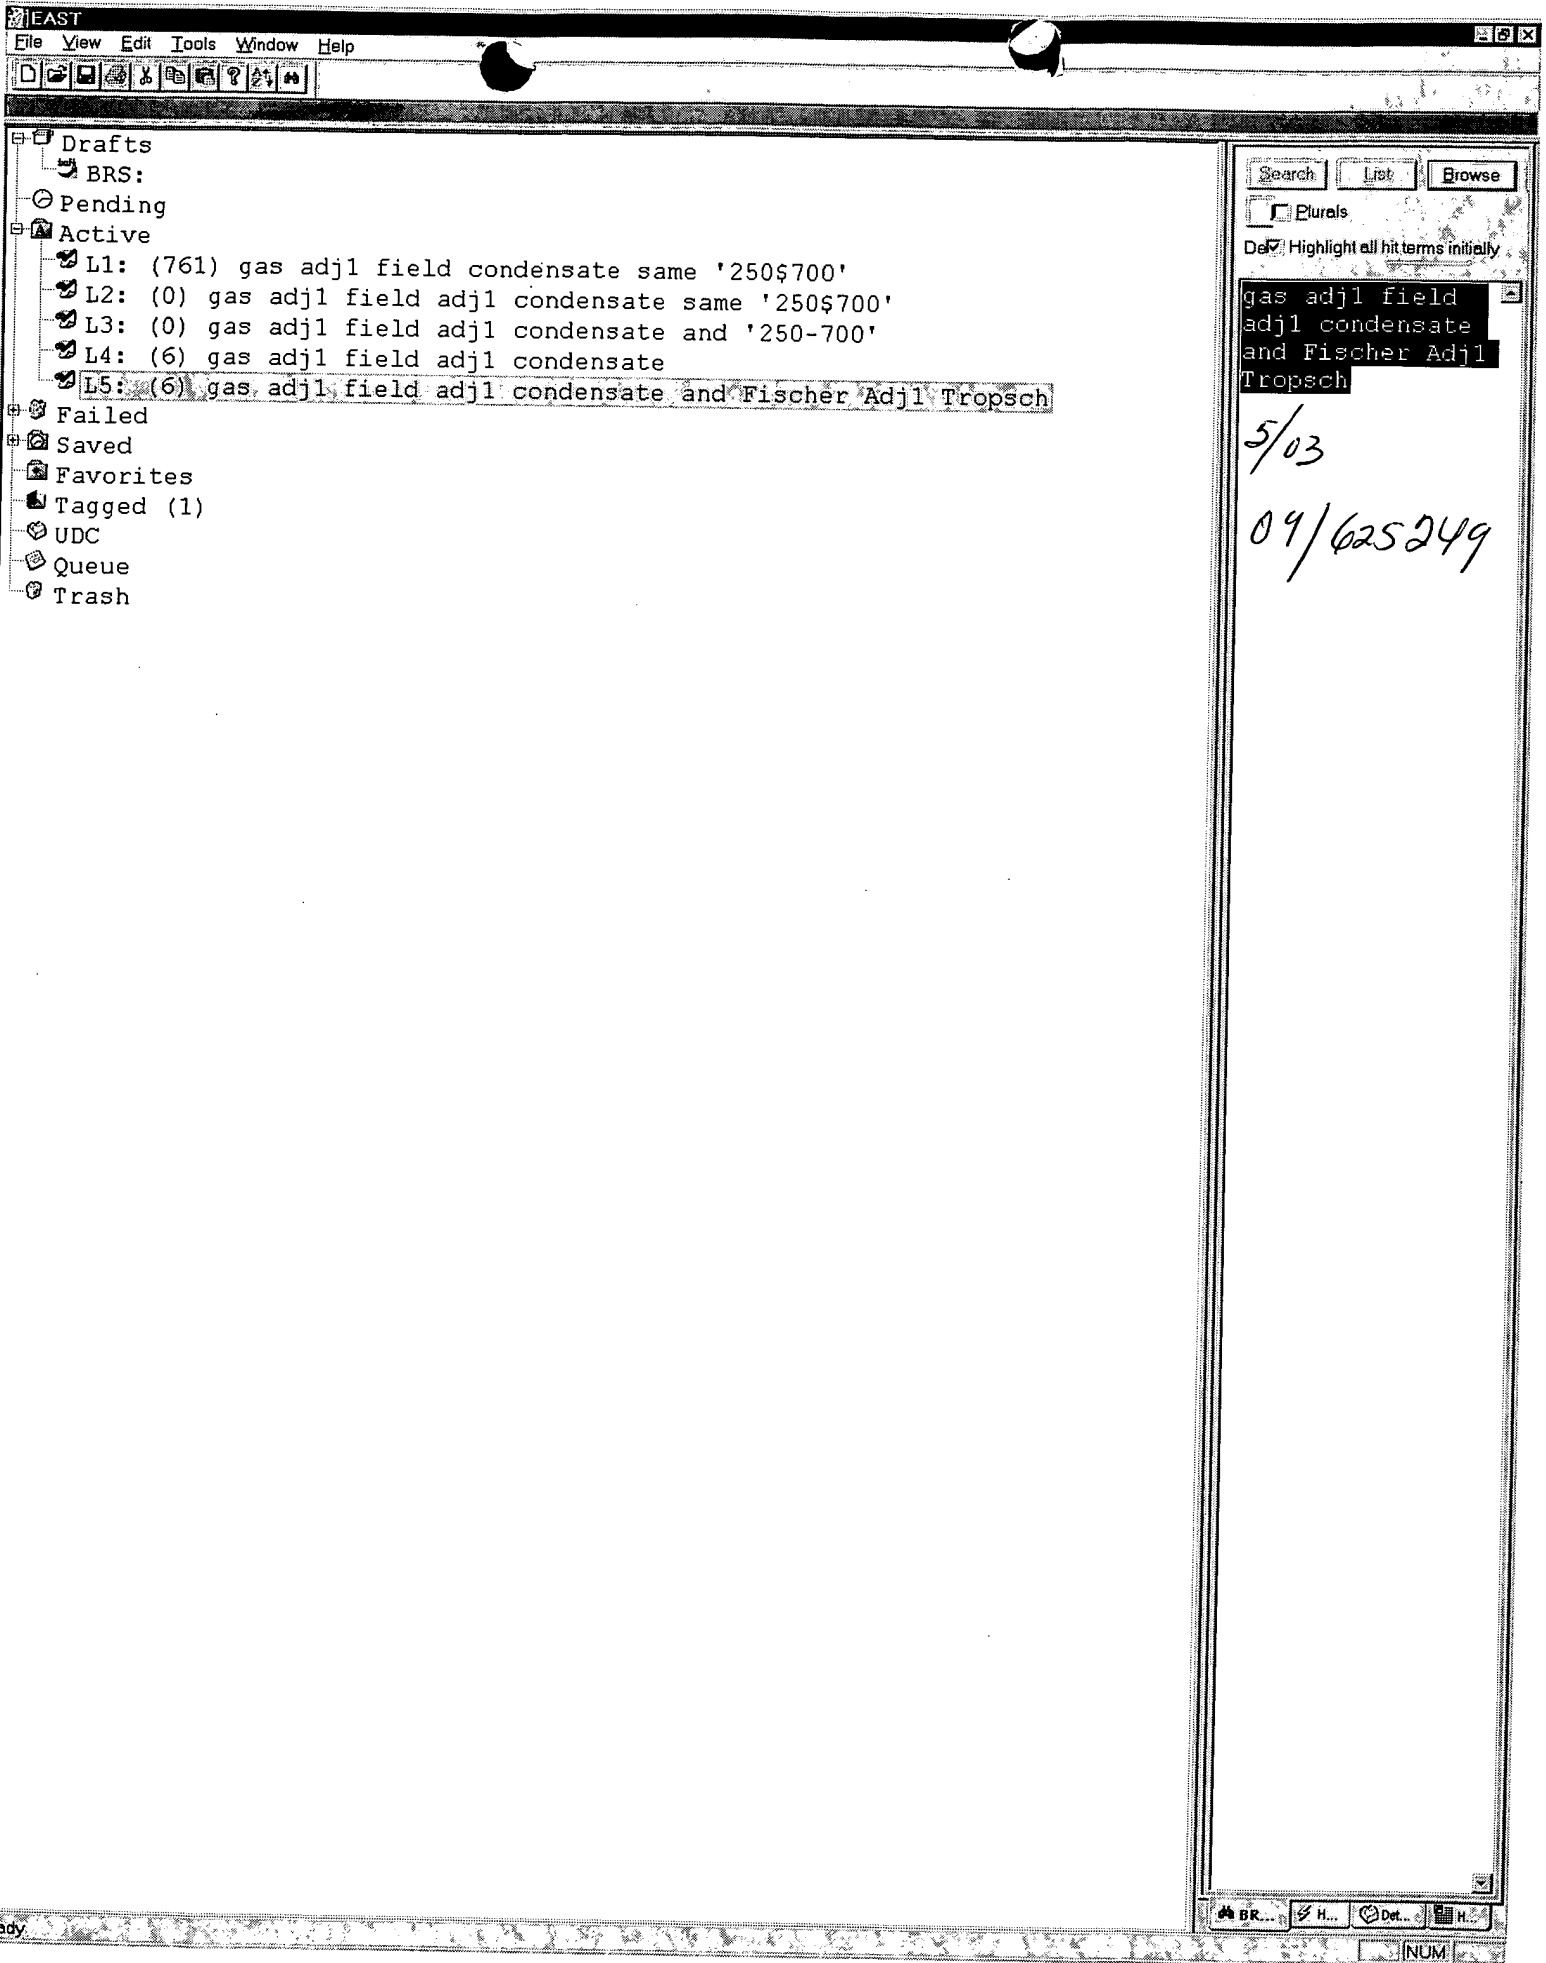 EAST
File View Edit Tools Window Help
Drafts
BRS:
Pending
Active
L1: (761) gas adj1 field condensate same '250$700'
L2: (0) gas adj1 field adj1 condensate same '250$700'
L3: (0) gas adj1 field adj1 condensate and '250-700'
L4: (6) gas adj1 field adj1 condensate
L5: (6) gas adj1 field adj1 condensate and Fischer Adj1 Tropsch
Failed
Saved
Favorites
Tagged (1)
UDC
Queue
Trash
Search List Browse
Plurals
Highlight all hit terms initially
gas adj1 field
adj1 condensate
and Fischer Adj1
Tropsch
5/03
09/625249
ady
BR... H... Det... H...
NUM